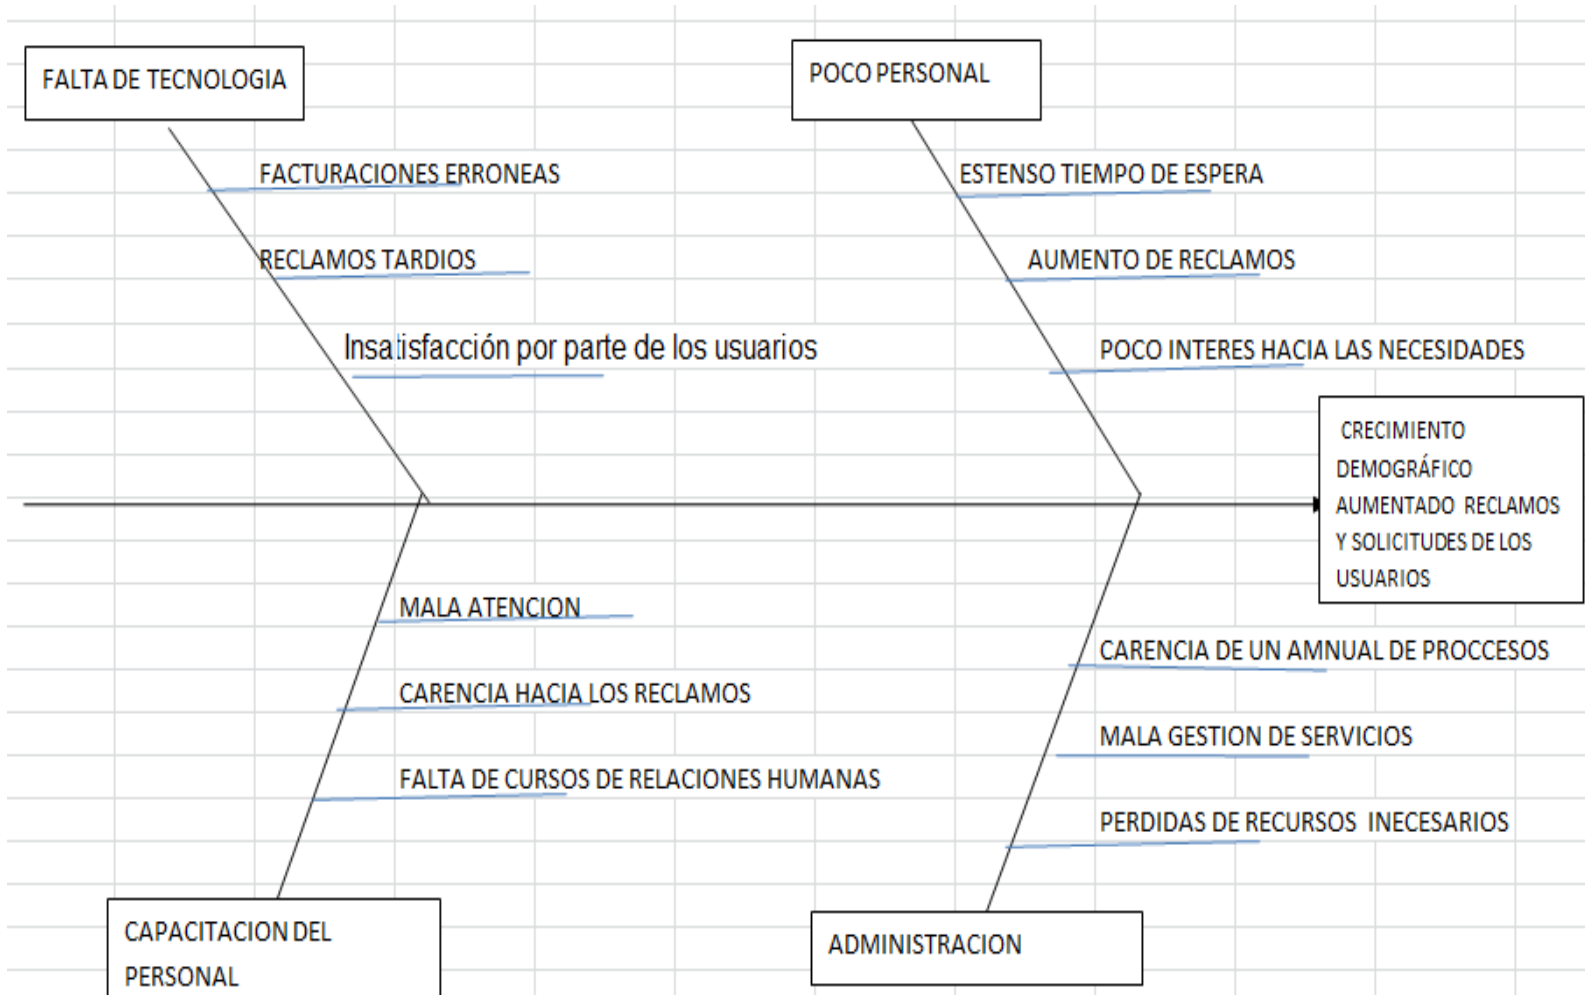 FALTA DE TECNOLOGIA
POCO PERSONAL
FACTURACIONES ERRONEAS
RECLAMOS TARDIOS
Insatisfacción por parte de los usuarios
ESTENSO TIEMPO DE ESPERA
AUMENTO DE RECLAMOS
POCO INTERES HACIA LAS NECESIDADES
CRECIMIENTO
DEMOGRÁFICO
AUMENTADO RECLAMOS
Y SOLICITUDES DE LOS
USUARIOS
MALA ATENCION
CARENCIA HACIA LOS RECLAMOS
FALTA DE CURSOS DE RELACIONES HUMANAS
CARENCIA DE UN AMNUAL DE PROCCESOS
MALA GESTION DE SERVICIOS
PERDIDAS DE RECURSOS INECESARIOS
CAPACITACION DEL
PERSONAL
ADMINISTRACION